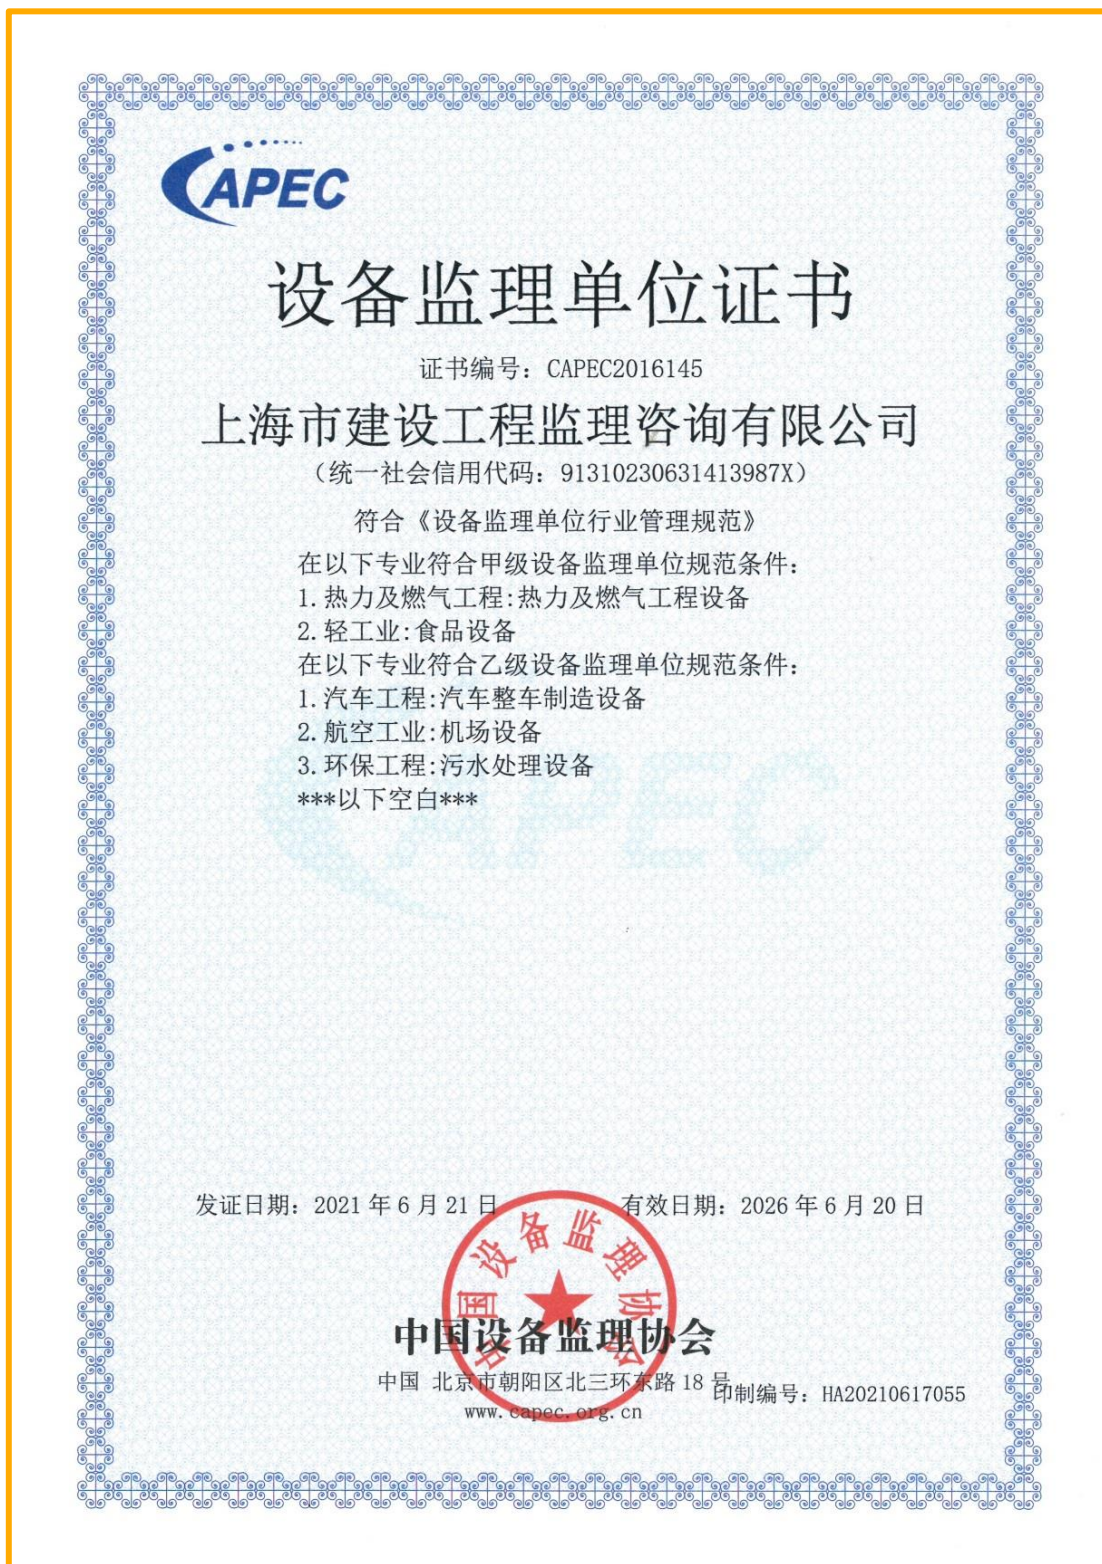 CAPEC
设备监理单位证书
证书编号：CAPEC2016145
上海市建设工程监理咨询有限公司
（统一社会信用代码：91310230631413987X）
符合《设备监理单位行业管理规范》
在以下专业符合甲级设备监理单位规范条件：
1.热力及燃气工程:热力及燃气工程设备
2.轻工业:食品设备
在以下专业符合乙级设备监理单位规范条件：
1.汽车工程:汽车整车制造设备
2.航空工业:机场设备
3.环保工程:污水处理设备
***以下空白***
发证日期：2021 年 6 月 21 日
有效日期：2026 年 6 月 20 日
中国设备监理协会
中国设备监理协会
中国 北京市朝阳区北三环东路 18 号
印制编号：HA20210617055
www.capec.org.cn